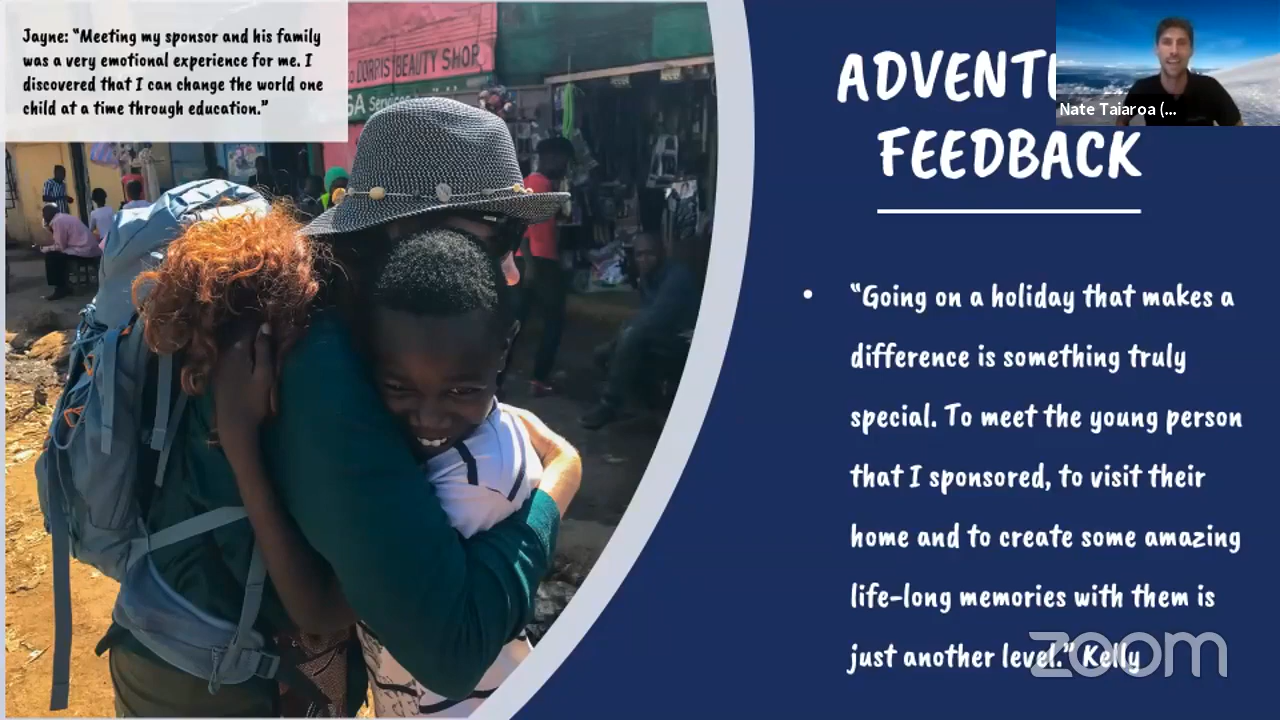 Jayne: “Meeting my sponsor and his family
was a very emotional experience for me. I
discovered that I can change the world one
child at a time through education.”
DORRIS BEAUTY SHOP
ADVENT
FEEDBACK
Nate Taiaroa (...
• “Going on a holiday that makes a
difference is something truly
special. To meet the young person
that I sponsored, to visit their
home and to create some amazing
life-long memories with them is
just another level.” Kelly
zoom